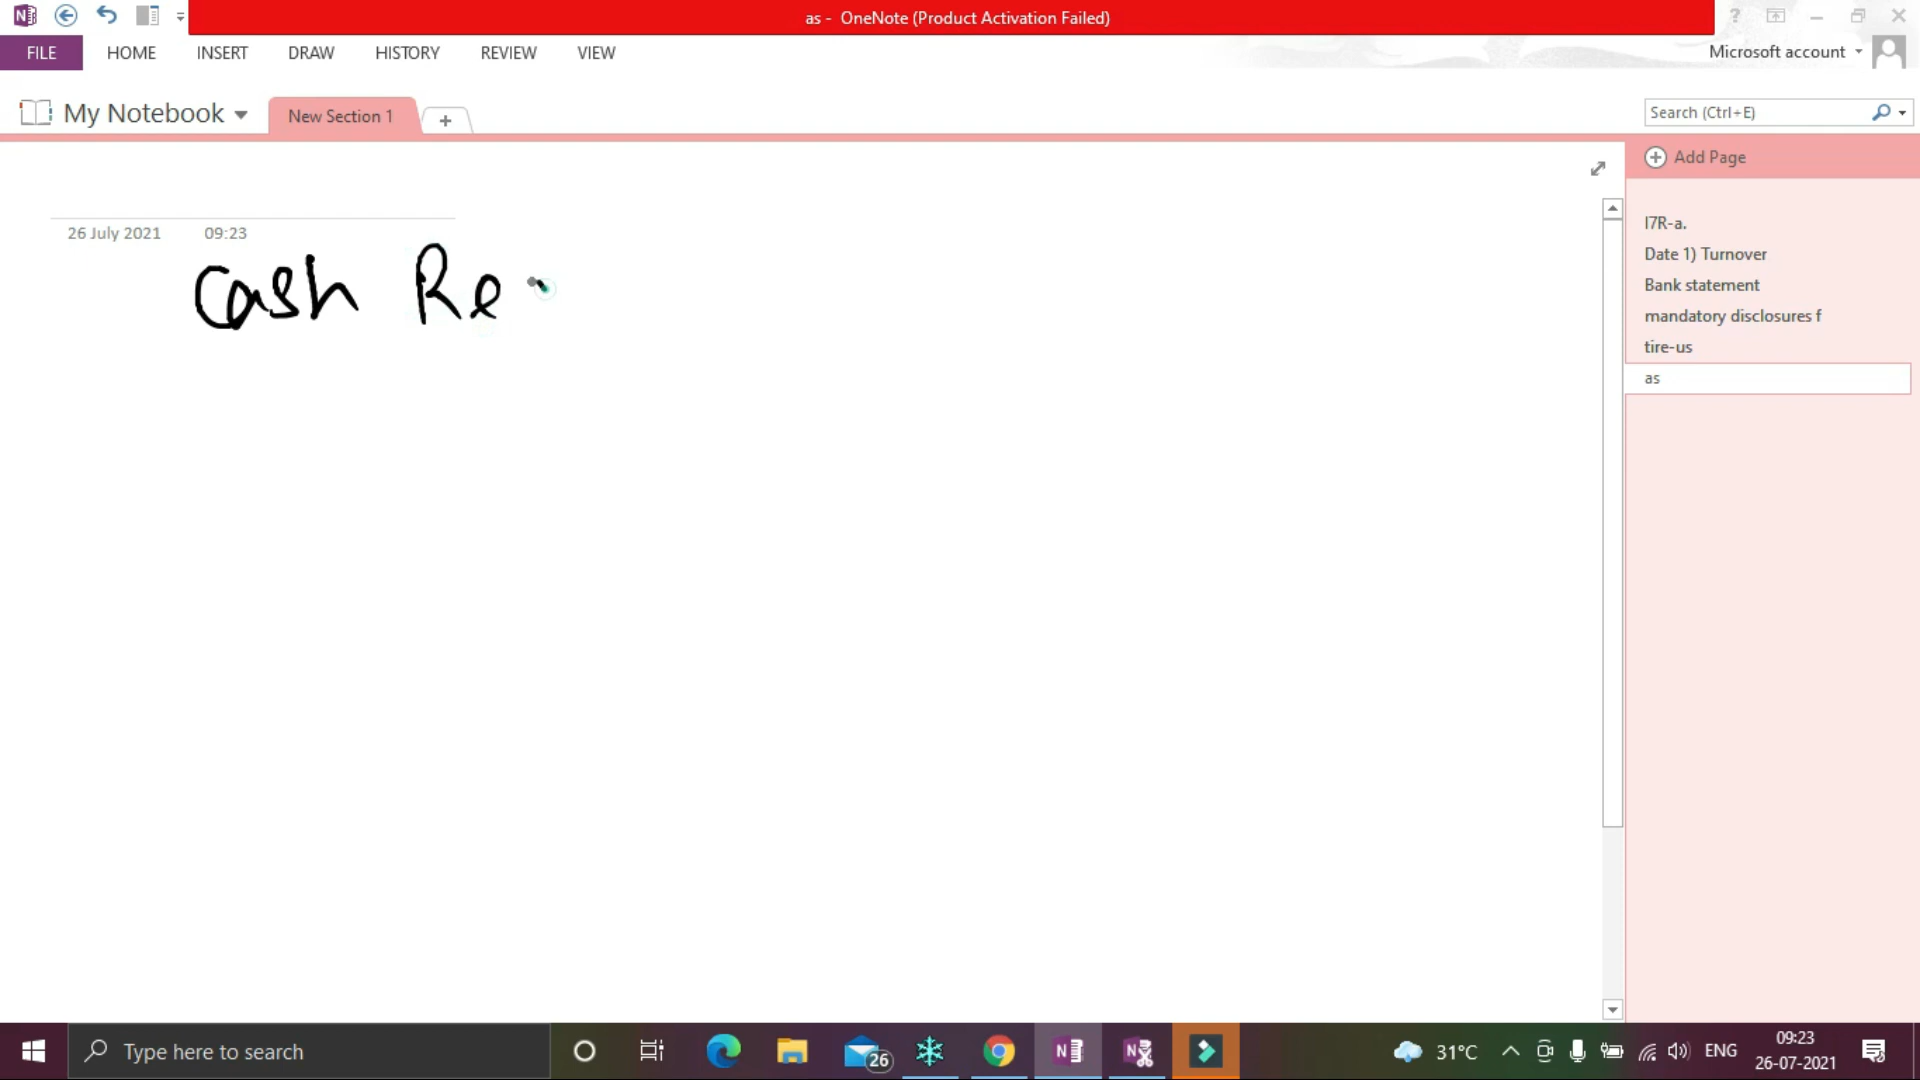 as - OneNote (Product Activation Failed)
?
FILE HOME INSERT DRAW HISTORY REVIEW VIEW
Microsoft account
My Notebook
New Section 1
+
Search (Ctrl+E)
Add Page
26 July 2021 09:23
Cash Re
I7R-a.
Date 1) Turnover
Bank statement
mandatory disclosures f
tire-us
as
Type here to search
26
31°C
ENG
09:23
26-07-2021